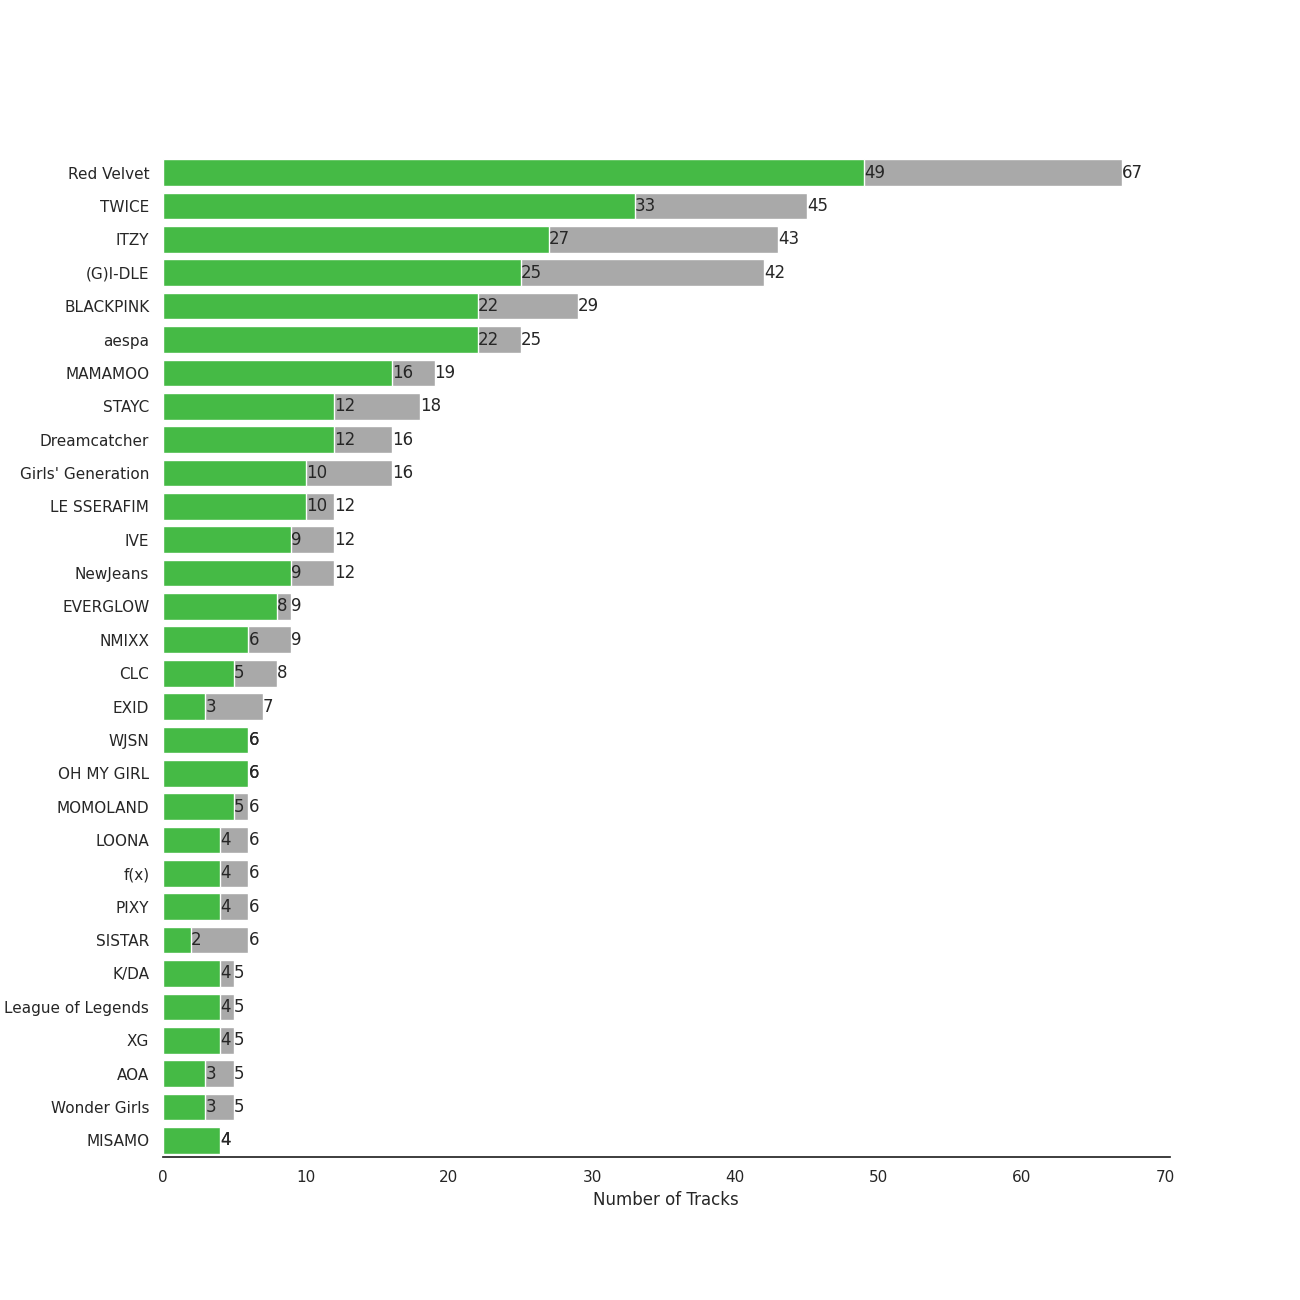 Red Velvet 49 67
TWICE 33 45
ITZY 27 43
(G)I-DLE 25 42
BLACKPINK 22 29
aespa 22 25
MAMAMOO 16 19
STAYC 12 18
Dreamcatcher 12 16
Girls' Generation 10 16
LE SSERAFIM 10 12
IVE 9 12
NewJeans 9 12
EVERGLOW 8 9
NMIXX 6 9
CLC 5 8
EXID 3 7
WJSN 6
OH MY GIRL 6
MOMOLAND 5 6
LOONA 4 6
f(x) 4 6
PIXY 4 6
SISTAR 2 6
K/DA 4 5
League of Legends 4 5
XG 4 5
AOA 3 5
Wonder Girls 3 5
MISAMO 4
0 10 20 30 40 50 60 70
Number of Tracks